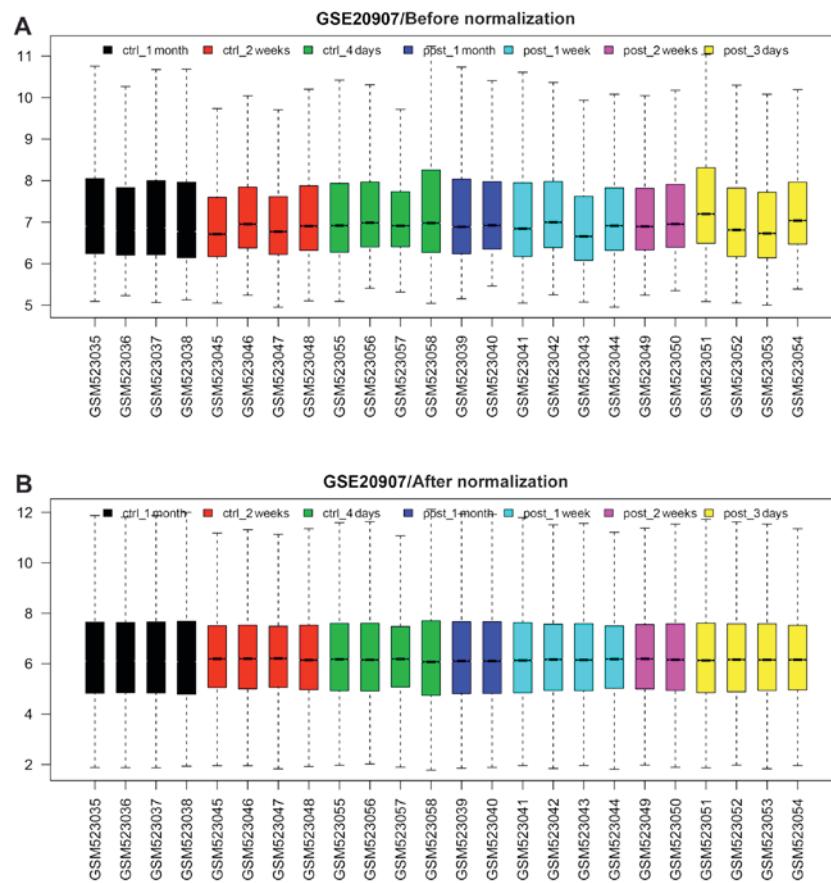 A
GSE20907/Before normalization
ctrl_1 month ctrl_2 weeks ctrl_4 days post_1 month post_1 week post_2 weeks post_3 days
11
10
9
8
7
6
5
GSM523035 GSM523036 GSM523037 GSM523038 GSM523045 GSM523046 GSM523047 GSM523048 GSM523055 GSM523056 GSM523057 GSM523058 GSM523039 GSM523040 GSM523041 GSM523042 GSM523043 GSM523044 GSM523049 GSM523050 GSM523051 GSM523052 GSM523053 GSM523054
B
GSE20907/After normalization
ctrl_1 month ctrl_2 weeks ctrl_4 days post_1 month post_1 week post_2 weeks post_3 days
12
10
8
6
4
2
GSM523035 GSM523036 GSM523037 GSM523038 GSM523045 GSM523046 GSM523047 GSM523048 GSM523055 GSM523056 GSM523057 GSM523058 GSM523039 GSM523040 GSM523041 GSM523042 GSM523043 GSM523044 GSM523049 GSM523050 GSM523051 GSM523052 GSM523053 GSM523054